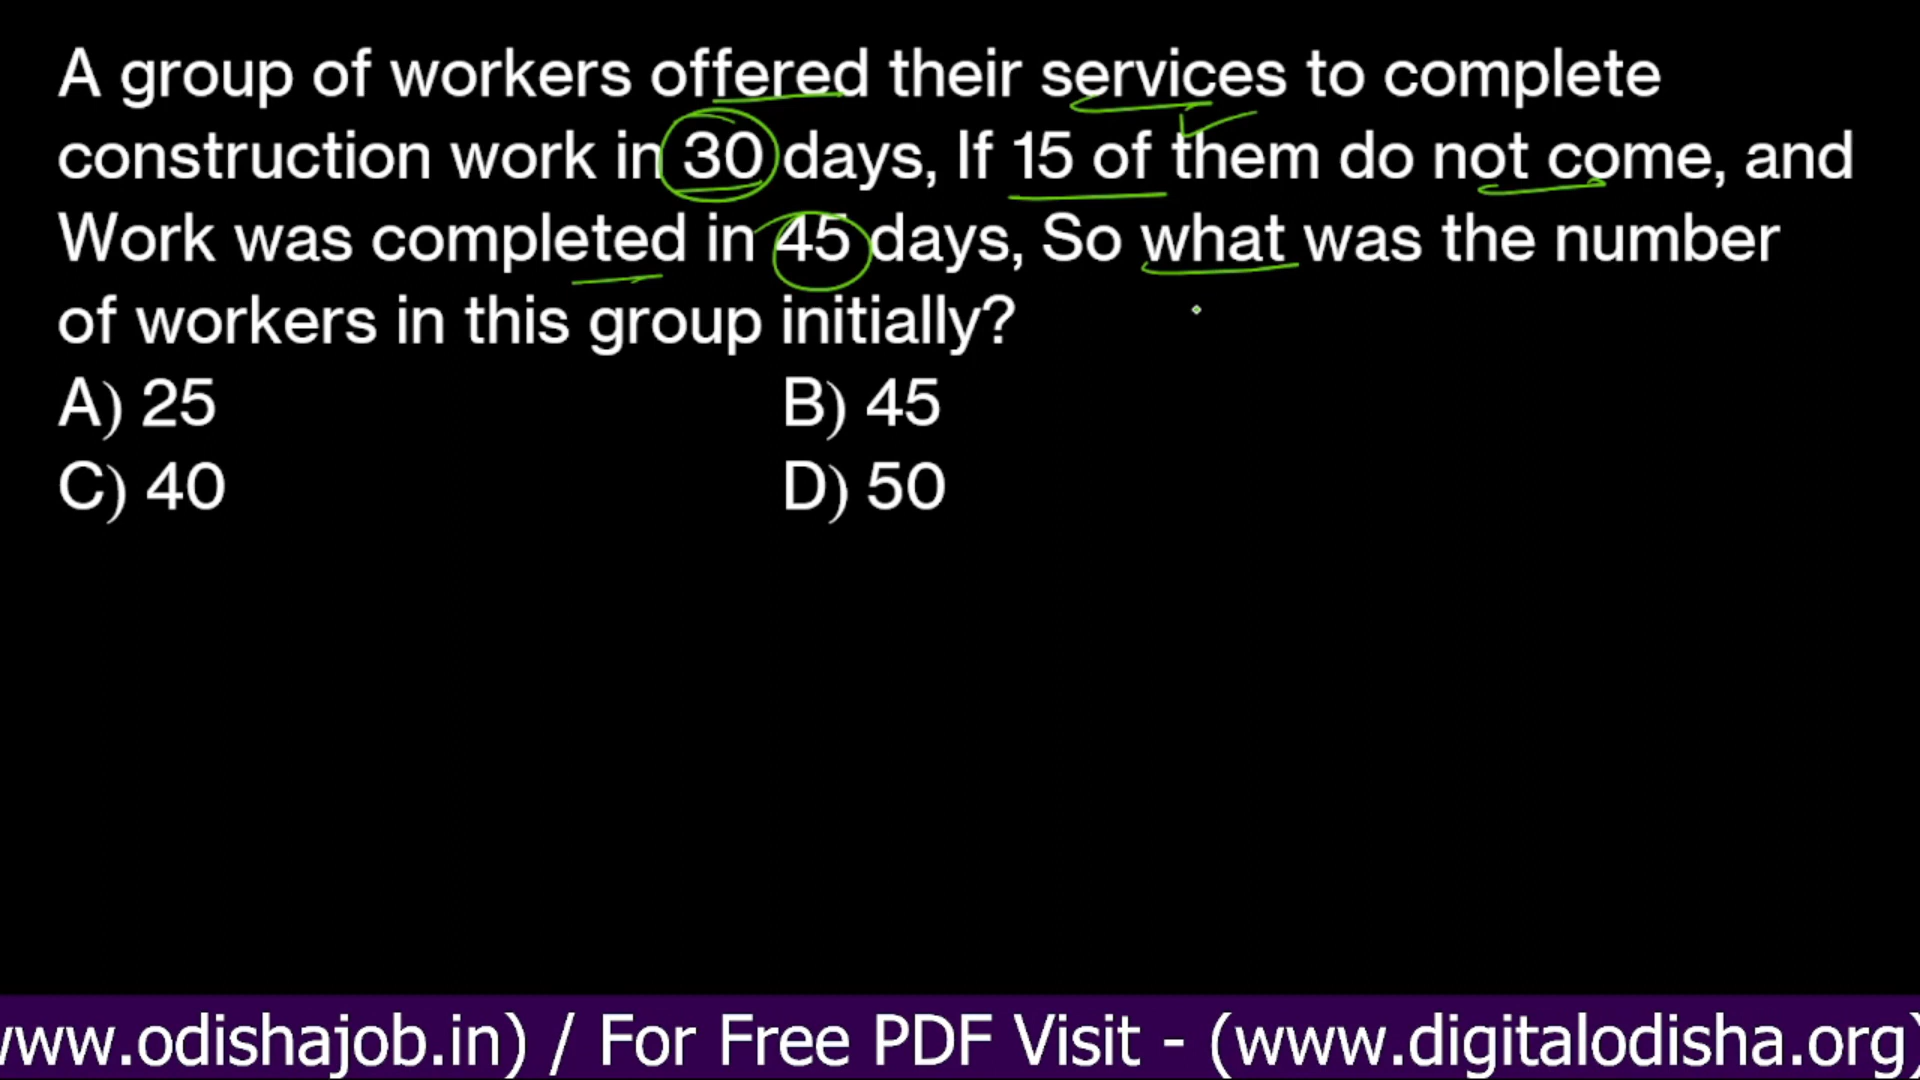 A group of workers offered their services to complete
construction work in 30 days, If 15 of them do not come, and
Work was completed in 45 days, So what was the number
of workers in this group initially?
A) 25
B) 45
C) 40
D) 50
www.odishajob.in) / For Free PDF Visit - (www.digitalodisha.org)